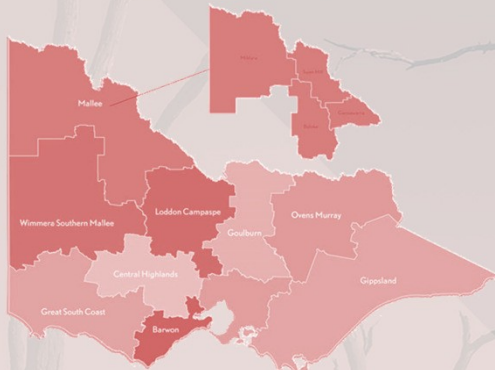 Mallee
Wimmera Southern Mallee
Loddon Campaspe
Goulburn
Ovens Murray
Central Highlands
Gippsland
Great South Coast
Barwon